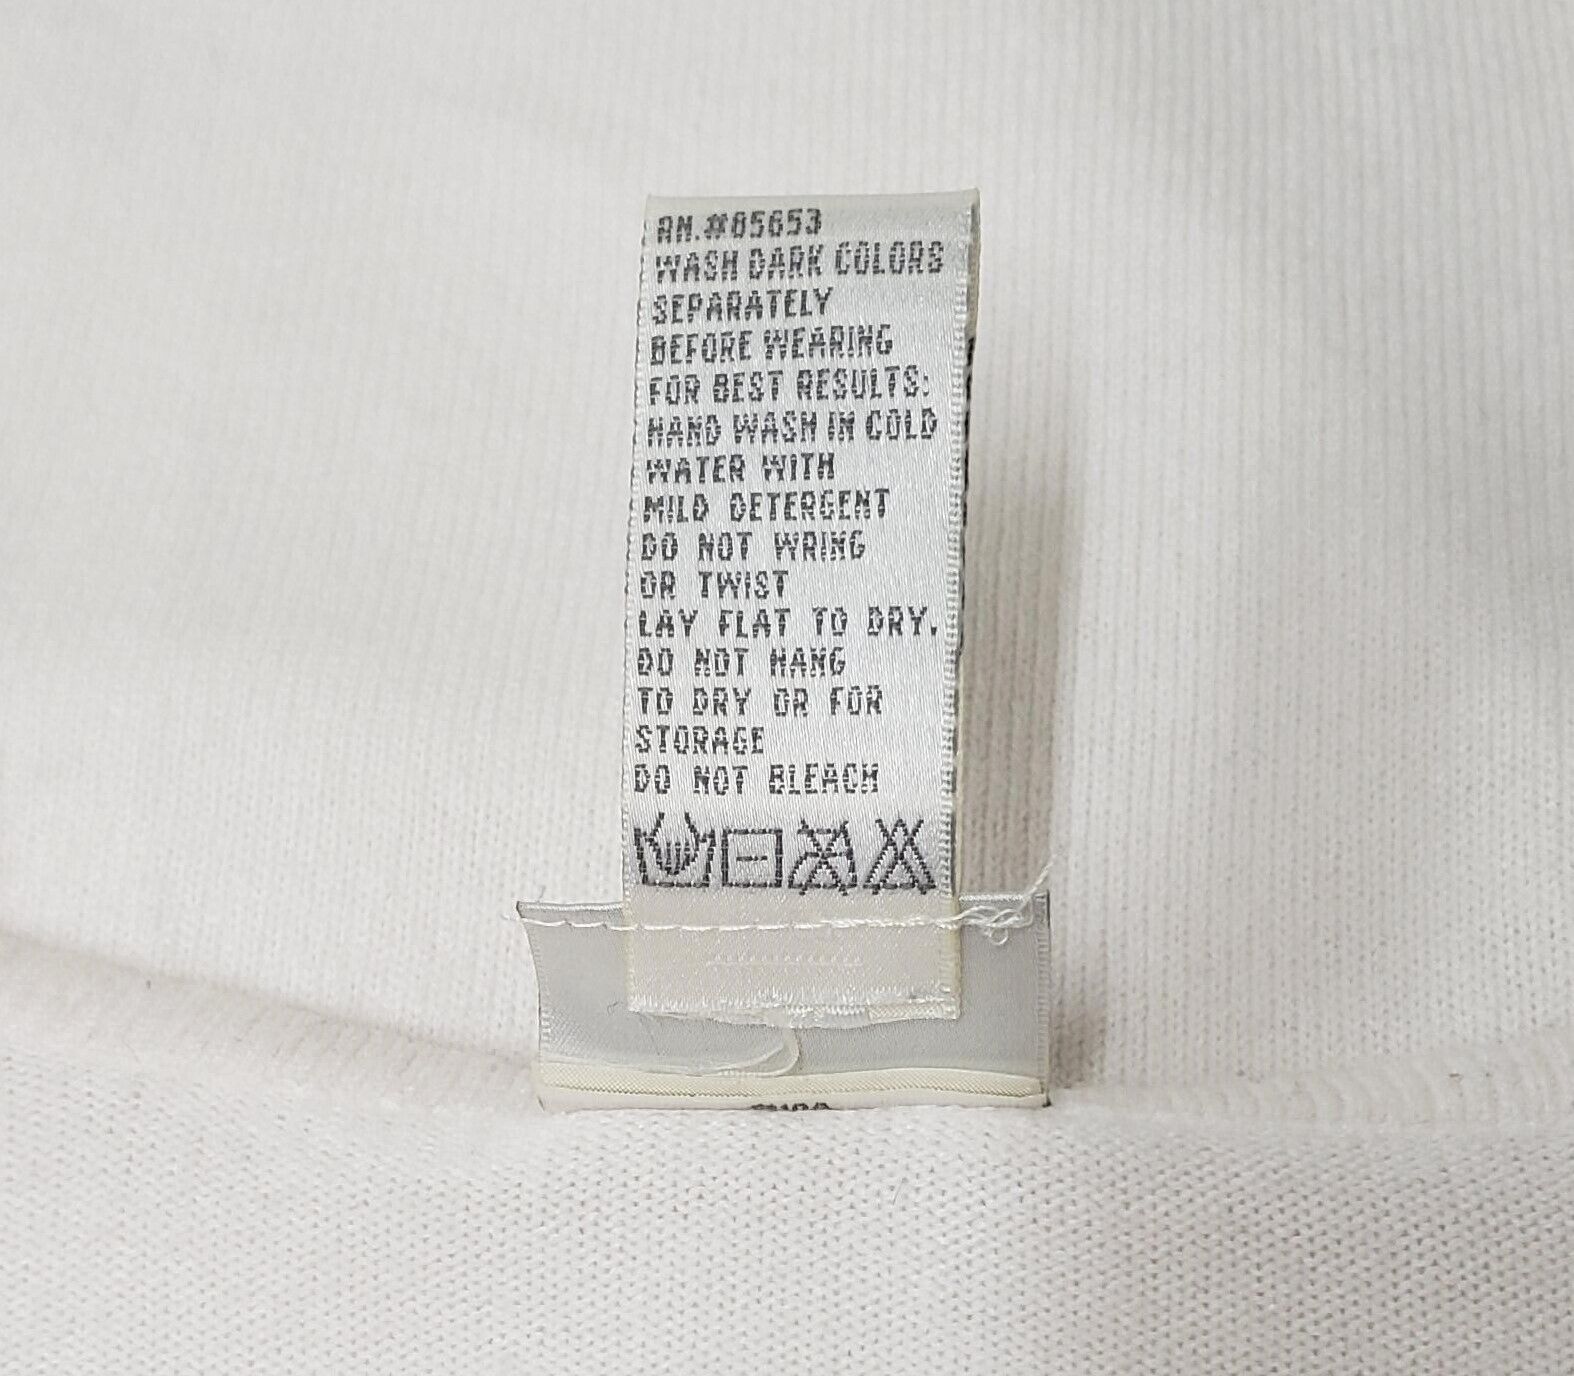 RN.#85653
WASH DARK COLORS
SEPARATELY
BEFORE WEARING
FOR BEST RESULTS:
HAND WASH IN COLD
WATER WITH
MILD DETERGENT
DO NOT WRING
OR TWIST
LAY FLAT TO DRY.
DO NOT HANG
TO DRY OR FOR
STORAGE
DO NOT BLEACH